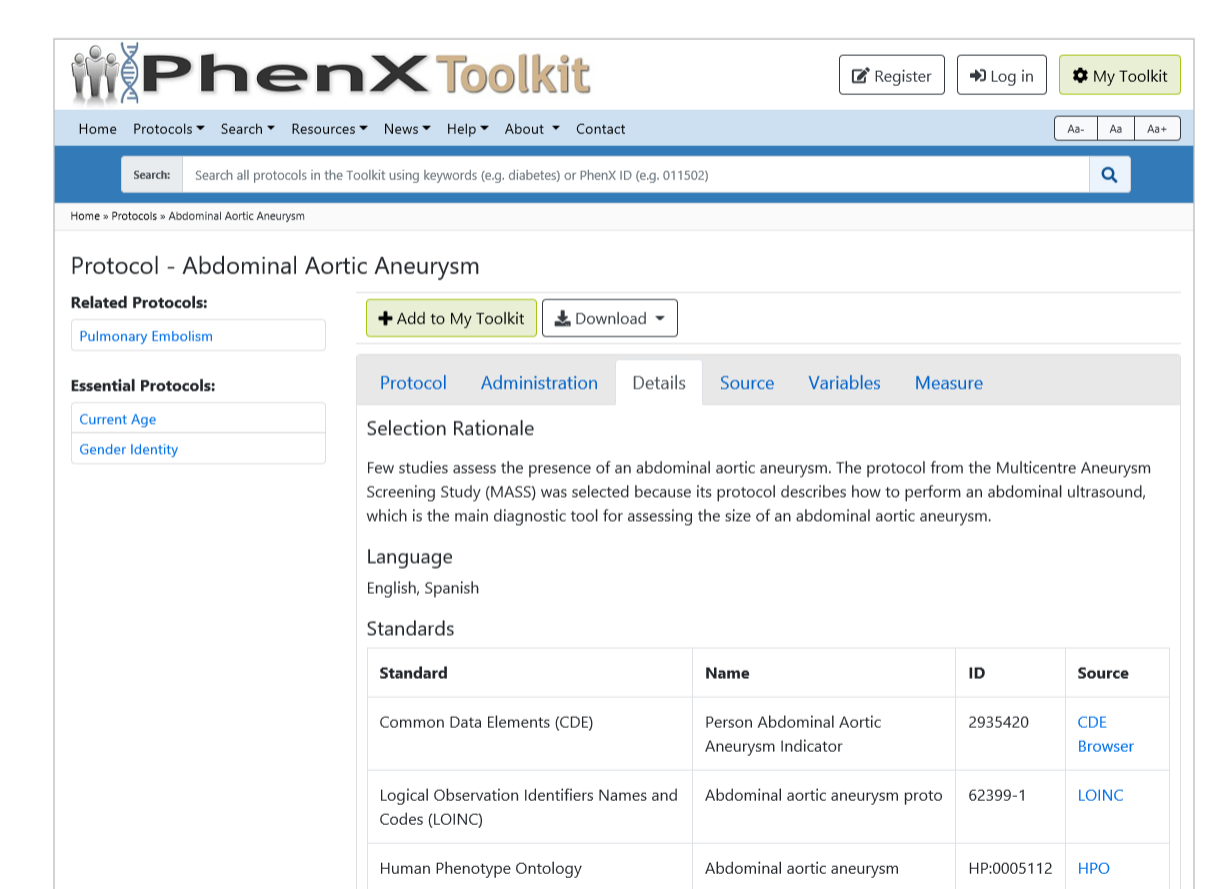 PhenX Toolkit
Register
Log in
My Toolkit
Home Protocols Search Resources News Help About Contact
Aa- Aa Aa+
Search: Search all protocols in the Toolkit using keywords (e.g. diabetes) or PhenX ID (e.g. 011502)
Home » Protocols » Abdominal Aortic Aneurysm
Protocol - Abdominal Aortic Aneurysm
Related Protocols:
Pulmonary Embolism
Essential Protocols:
Current Age
Gender Identity
Add to My Toolkit
Download
Protocol Administration Details Source Variables Measure
Selection Rationale
Few studies assess the presence of an abdominal aortic aneurysm. The protocol from the Multicentre Aneurysm
Screening Study (MASS) was selected because its protocol describes how to perform an abdominal ultrasound,
which is the main diagnostic tool for assessing the size of an abdominal aortic aneurysm.
Language
English, Spanish
Standards
Standard Name ID Source
Common Data Elements (CDE) Person Abdominal Aortic 2935420 CDE
Aneurysm Indicator Browser
Logical Observation Identifiers Names and Abdominal aortic aneurysm proto 62399-1 LOINC
Codes (LOINC)
Human Phenotype Ontology Abdominal aortic aneurysm HP:0005112 HPO